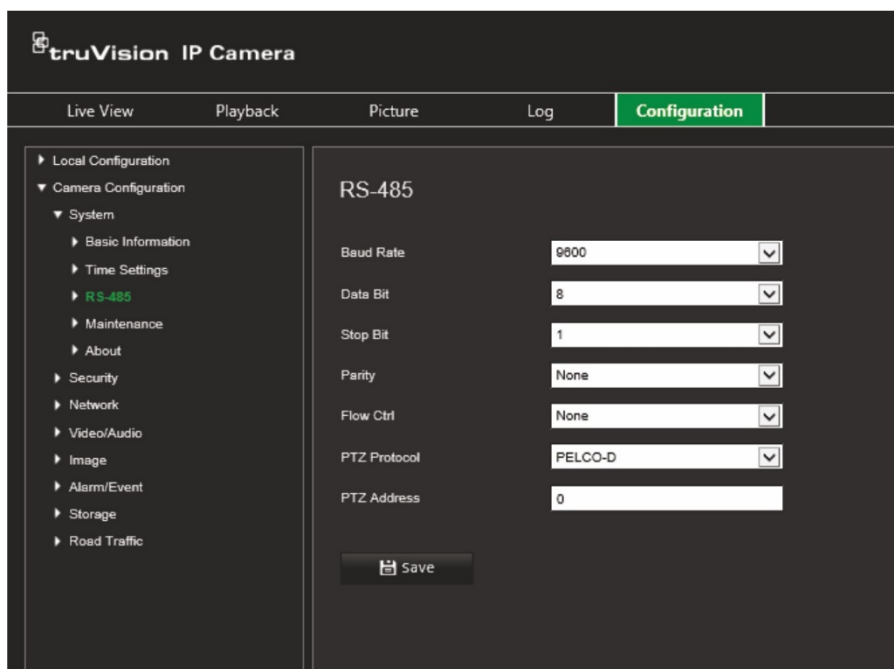 truVision IP Camera
Live View Playback Picture Log Configuration
Local Configuration
Camera Configuration
System
Basic Information
Time Settings
RS-485
Maintenance
About
Security
Network
Video/Audio
Image
Alarm/Event
Storage
Road Traffic
RS-485
Baud Rate 9600
Data Bit 8
Stop Bit 1
Parity None
Flow Ctrl None
PTZ Protocol PELCO-D
PTZ Address 0
Save